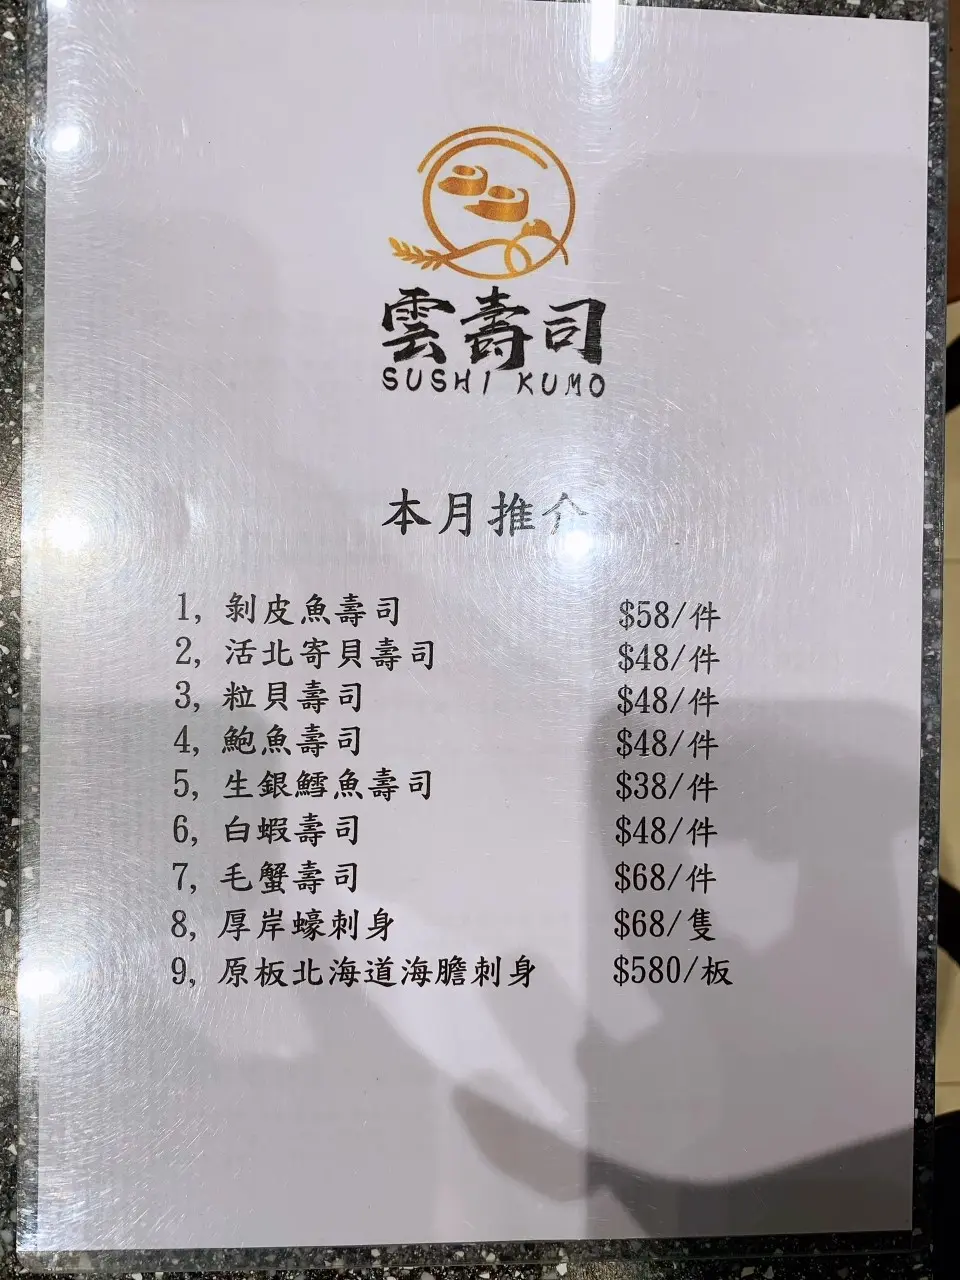 雲壽司
SUSHI KUMO
本月推介
1, 剝皮魚壽司 $58/件
2, 活北寄貝壽司 $48/件
3, 粒貝壽司 $48/件
4, 鮑魚壽司 $48/件
5, 生銀鱈魚壽司 $38/件
6, 白蝦壽司 $48/件
7, 毛蟹壽司 $68/件
8, 厚岸蠔刺身 $68/隻
9, 原板北海道海膽刺身 $580/板